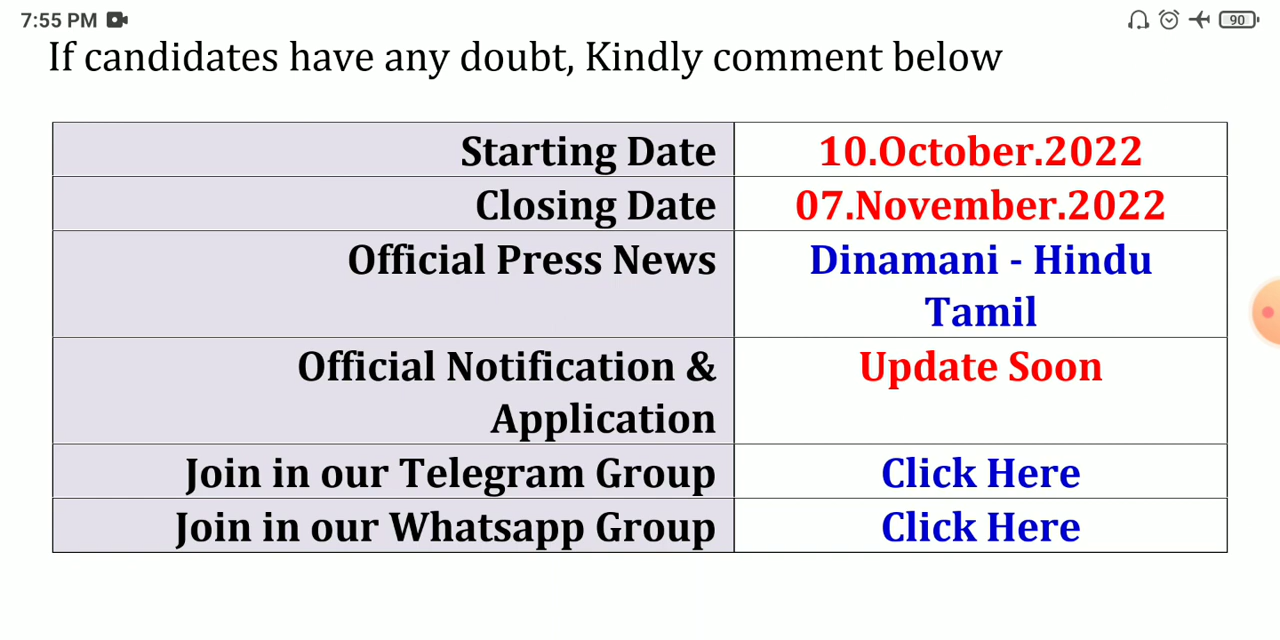 7:55 PM
90
If candidates have any doubt, Kindly comment below
Starting Date 10.October.2022
Closing Date 07.November.2022
Official Press News Dinamani - Hindu
Tamil
Official Notification & Update Soon
Application
Join in our Telegram Group Click Here
Join in our Whatsapp Group Click Here